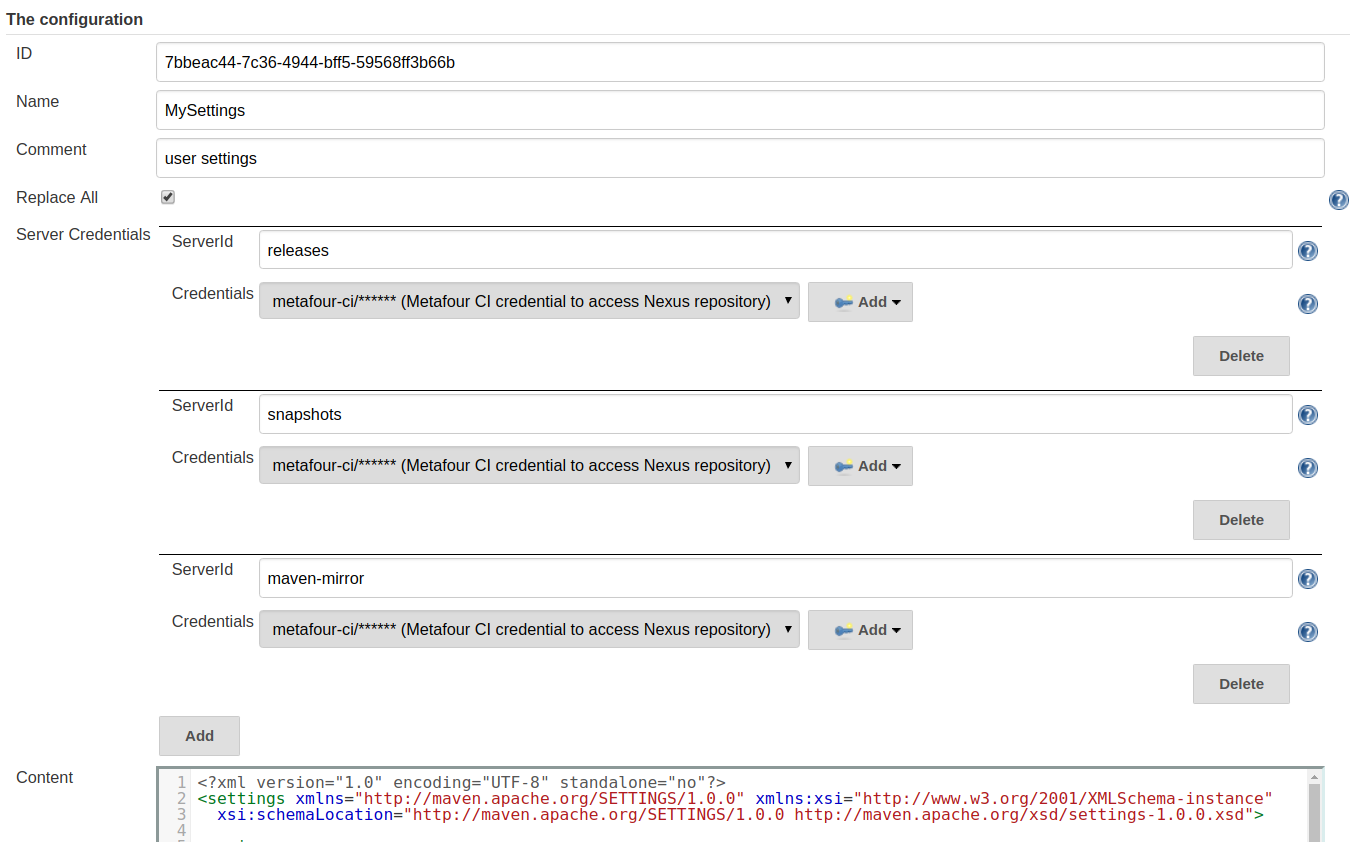 The configuration
ID
7bbeac44-7c36-4944-bff5-59568ff3b66b
Name
MySettings
Comment
user settings
Replace All
Server Credentials
ServerId
releases
Credentials
metafour-ci/****** (Metafour CI credential to access Nexus repository)
Add
Delete
ServerId
snapshots
Credentials
metafour-ci/****** (Metafour CI credential to access Nexus repository)
Add
Delete
ServerId
maven-mirror
Credentials
metafour-ci/****** (Metafour CI credential to access Nexus repository)
Add
Delete
Add
Content
1 <?xml version="1.0" encoding="UTF-8" standalone="no"?>
2 <settings xmlns="http://maven.apache.org/SETTINGS/1.0.0" xmlns:xsi="http://www.w3.org/2001/XMLSchema-instance"
3 xsi:schemaLocation="http://maven.apache.org/SETTINGS/1.0.0 http://maven.apache.org/xsd/settings-1.0.0.xsd">
4